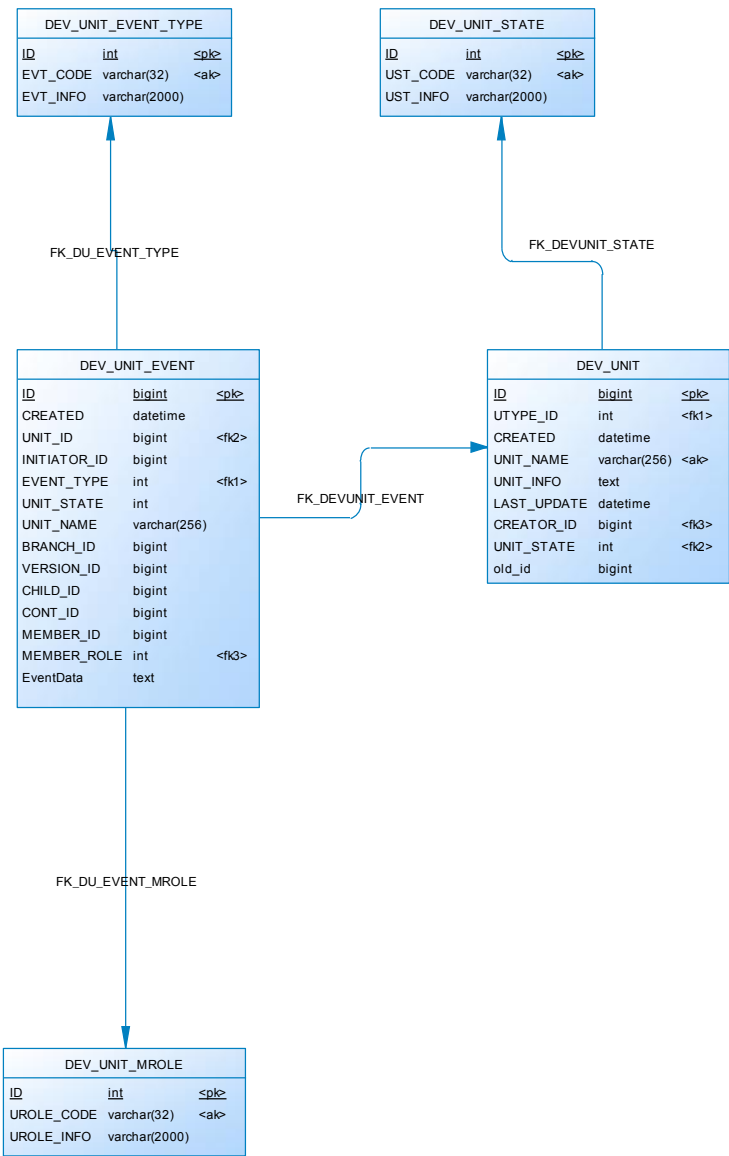 DEV_UNIT_EVENT_TYPE
ID int <pk>
EVT_CODE varchar(32) <ak>
EVT_INFO varchar(2000)
DEV_UNIT_STATE
ID int <pk>
UST_CODE varchar(32) <ak>
UST_INFO varchar(2000)
FK_DU_EVENT_TYPE
FK_DEVUNIT_STATE
DEV_UNIT_EVENT
ID bigint <pk>
CREATED datetime
UNIT_ID bigint <fk2>
INITIATOR_ID bigint
EVENT_TYPE int <fk1>
UNIT_STATE int
UNIT_NAME varchar(256)
BRANCH_ID bigint
VERSION_ID bigint
CHILD_ID bigint
CONT_ID bigint
MEMBER_ID bigint
MEMBER_ROLE int <fk3>
EventData text
FK_DEVUNIT_EVENT
DEV_UNIT
ID bigint <pk>
UTYPE_ID int <fk1>
CREATED datetime
UNIT_NAME varchar(256) <ak>
UNIT_INFO text
LAST_UPDATE datetime
CREATOR_ID bigint <fk3>
UNIT_STATE int <fk2>
old_id bigint
FK_DU_EVENT_MROLE
DEV_UNIT_MROLE
ID int <pk>
UROLE_CODE varchar(32) <ak>
UROLE_INFO varchar(2000)